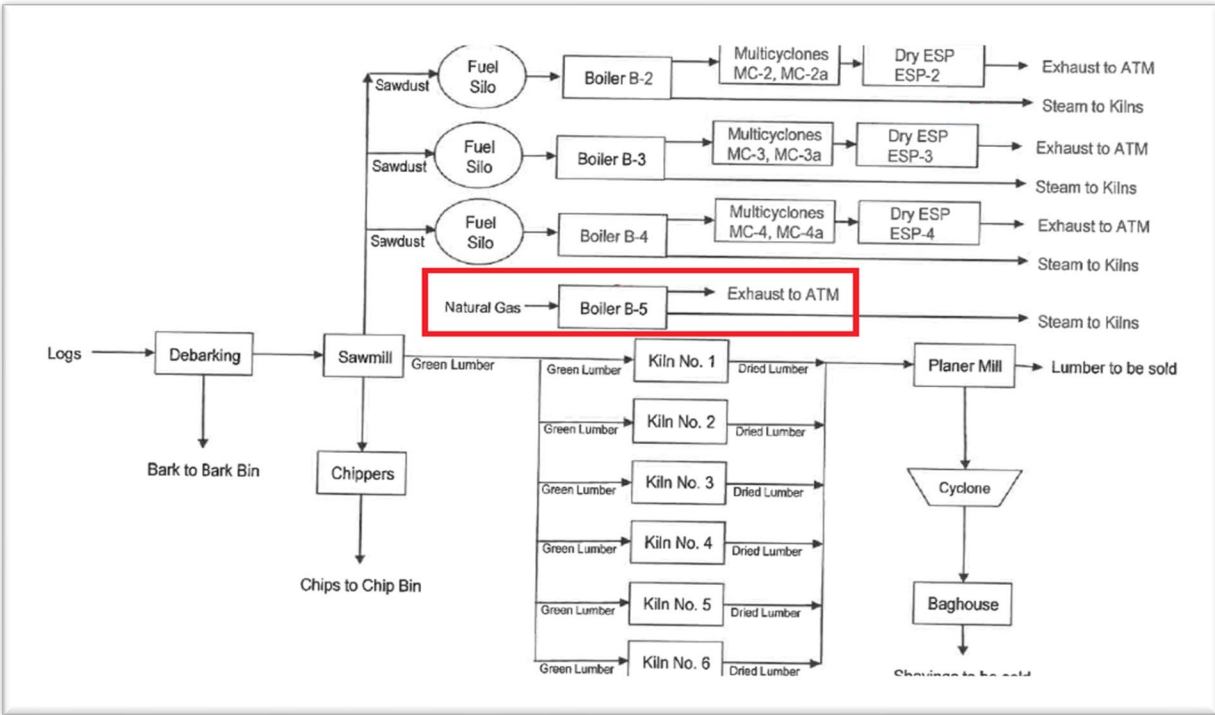 Multicyclones
MC-2, MC-2a
Dry ESP
ESP-2
Fuel
Silo
Boiler B-2
Exhaust to ATM
Sawdust
Steam to Kilns
Fuel
Silo
Boiler B-3
Multicyclones
MC-3, MC-3a
Dry ESP
ESP-3
Exhaust to ATM
Sawdust
Steam to Kilns
Fuel
Silo
Boiler B-4
Multicyclones
MC-4, MC-4a
Dry ESP
ESP-4
Exhaust to ATM
Sawdust
Steam to Kilns
Natural Gas
Boiler B-5
Exhaust to ATM
Steam to Kilns
Logs
Debarking
Sawmill
Green Lumber
Green Lumber
Kiln No. 1
Dried Lumber
Planer Mill
Lumber to be sold
Green Lumber
Kiln No. 2
Dried Lumber
Bark to Bark Bin
Chippers
Green Lumber
Kiln No. 3
Dried Lumber
Cyclone
Green Lumber
Kiln No. 4
Dried Lumber
Chips to Chip Bin
Green Lumber
Kiln No. 5
Dried Lumber
Baghouse
Green Lumber
Kiln No. 6
Dried Lumber
Shavings to be sold